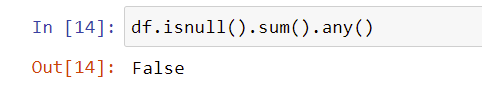 In [14]: df.isnull().sum().any()
Out[14]: False